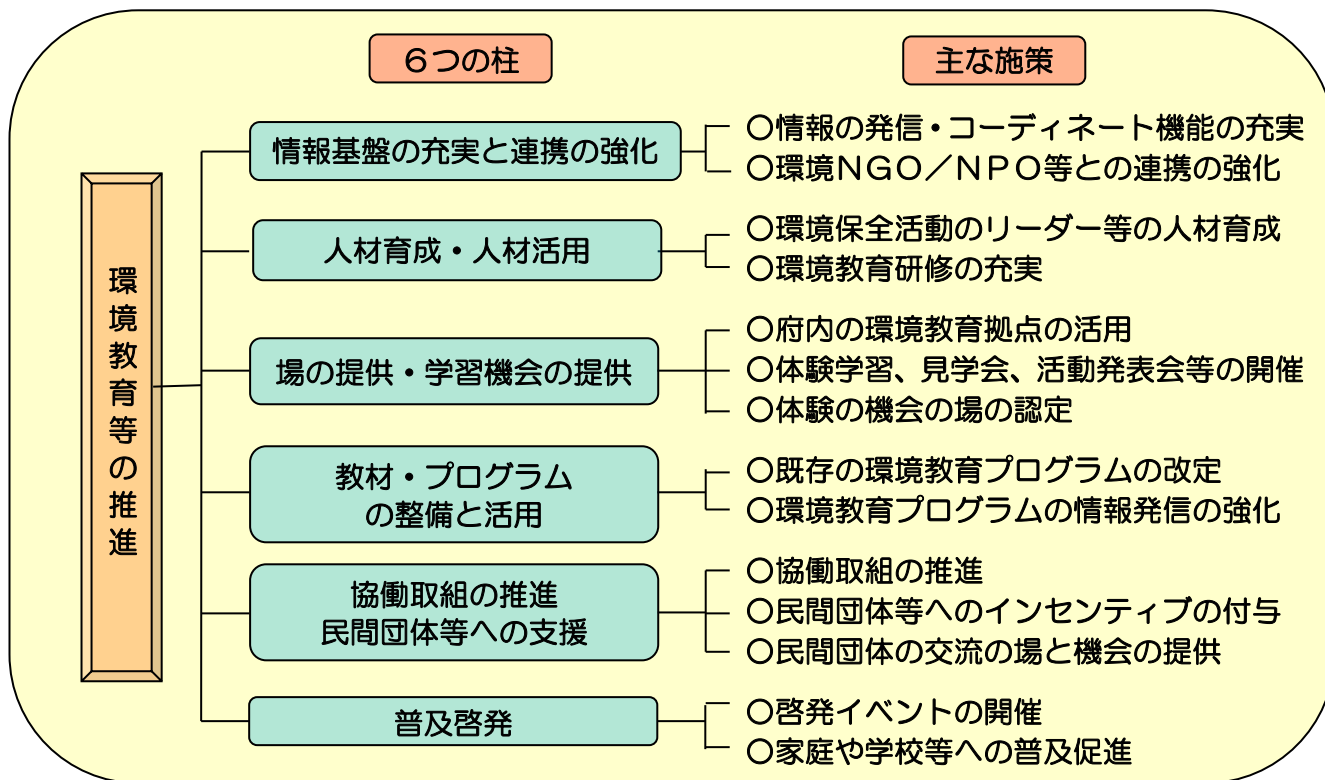 ６つの柱
主な施策
環境教育等の推進
情報基盤の充実と連携の強化
〇情報の発信・コーディネート機能の充実
〇環境ＮＧＯ／ＮＰＯ等との連携の強化
人材育成・人材活用
〇環境保全活動のリーダー等の人材育成
〇環境教育研修の充実
場の提供・学習機会の提供
〇府内の環境教育拠点の活用
〇体験学習、見学会、活動発表会等の開催
〇体験の機会の場の認定
教材・プログラム
の整備と活用
〇既存の環境教育プログラムの改定
〇環境教育プログラムの情報発信の強化
協働取組の推進
民間団体等への支援
〇協働取組の推進
〇民間団体等へのインセンティブの付与
〇民間団体の交流の場と機会の提供
普及啓発
〇啓発イベントの開催
〇家庭や学校等への普及促進